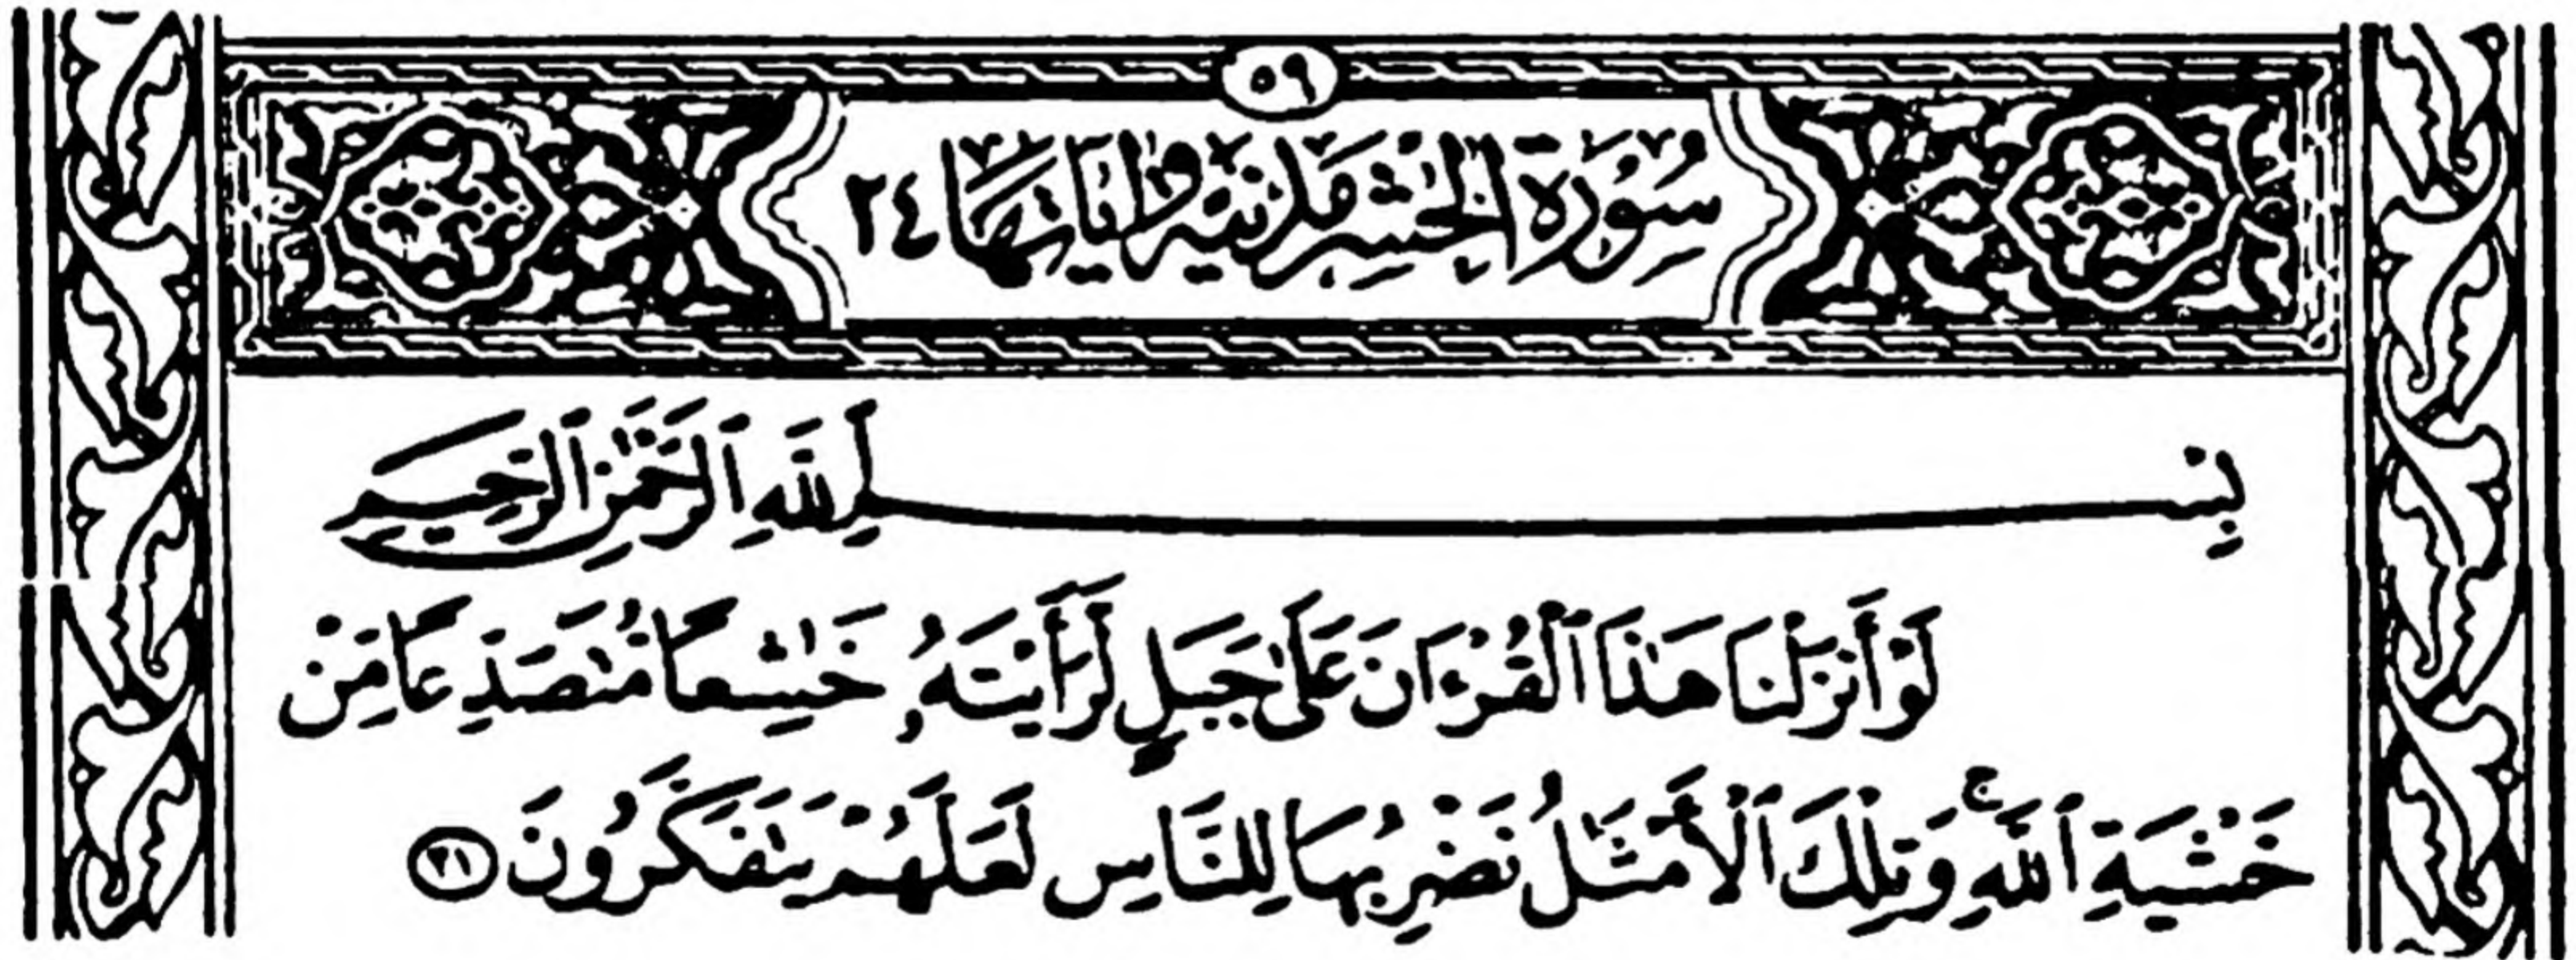 ٥٩
سُورَةُ الحَشْرِ مَدَنِيَّة وَآيَاتُهَا ٢٤
بِسْمِ ٱللَّهِ ٱلرَّحْمَٰنِ ٱلرَّحِيمِ
لَوْ أَنزَلْنَا هَٰذَا ٱلْقُرْءَانَ عَلَىٰ جَبَلٍ لَّرَأَيْتَهُۥ خَٰشِعًا مُّتَصَدِّعًا مِّنْ
خَشْيَةِ ٱللَّهِ ۚ وَتِلْكَ ٱلْأَمْثَٰلُ نَضْرِبُهَا لِلنَّاسِ لَعَلَّهُمْ يَتَفَكَّرُونَ ٢١